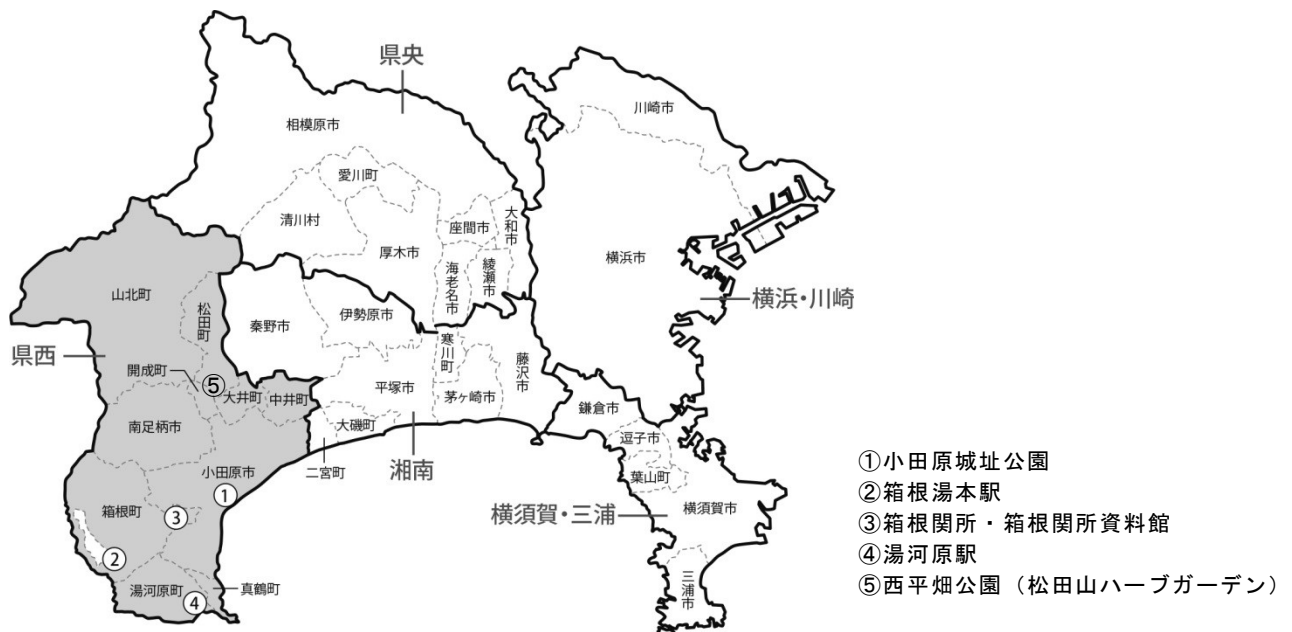 県央
相模原市
川崎市
愛川町
清川村
座間市
大和市
厚木市
海老名市
綾瀬市
横浜市
横浜・川崎
山北町
松田町
秦野市
伊勢原市
寒川町
藤沢市
県西
開成町
⑤
大井町
中井町
平塚市
茅ヶ崎市
鎌倉市
南足柄市
大磯町
逗子市
小田原市
二宮町
湘南
葉山町
①
箱根町
③
横須賀・三浦
横須賀市
②
湯河原町
真鶴町
④
三浦市
①小田原城址公園
②箱根湯本駅
③箱根関所・箱根関所資料館
④湯河原駅
⑤西平畑公園（松田山ハーブガーデン）